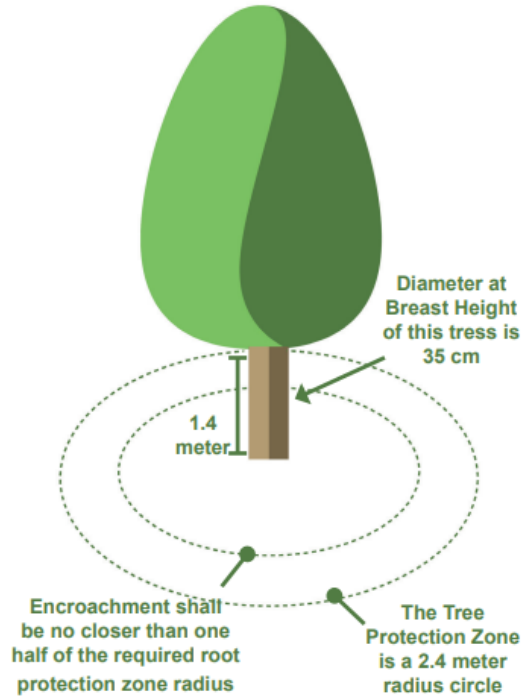 Diameter at
Breast Height
of this tress is
35 cm
1.4
meter
Encroachment shall
be no closer than one
half of the required root
protection zone radius
The Tree
Protection Zone
is a 2.4 meter
radius circle